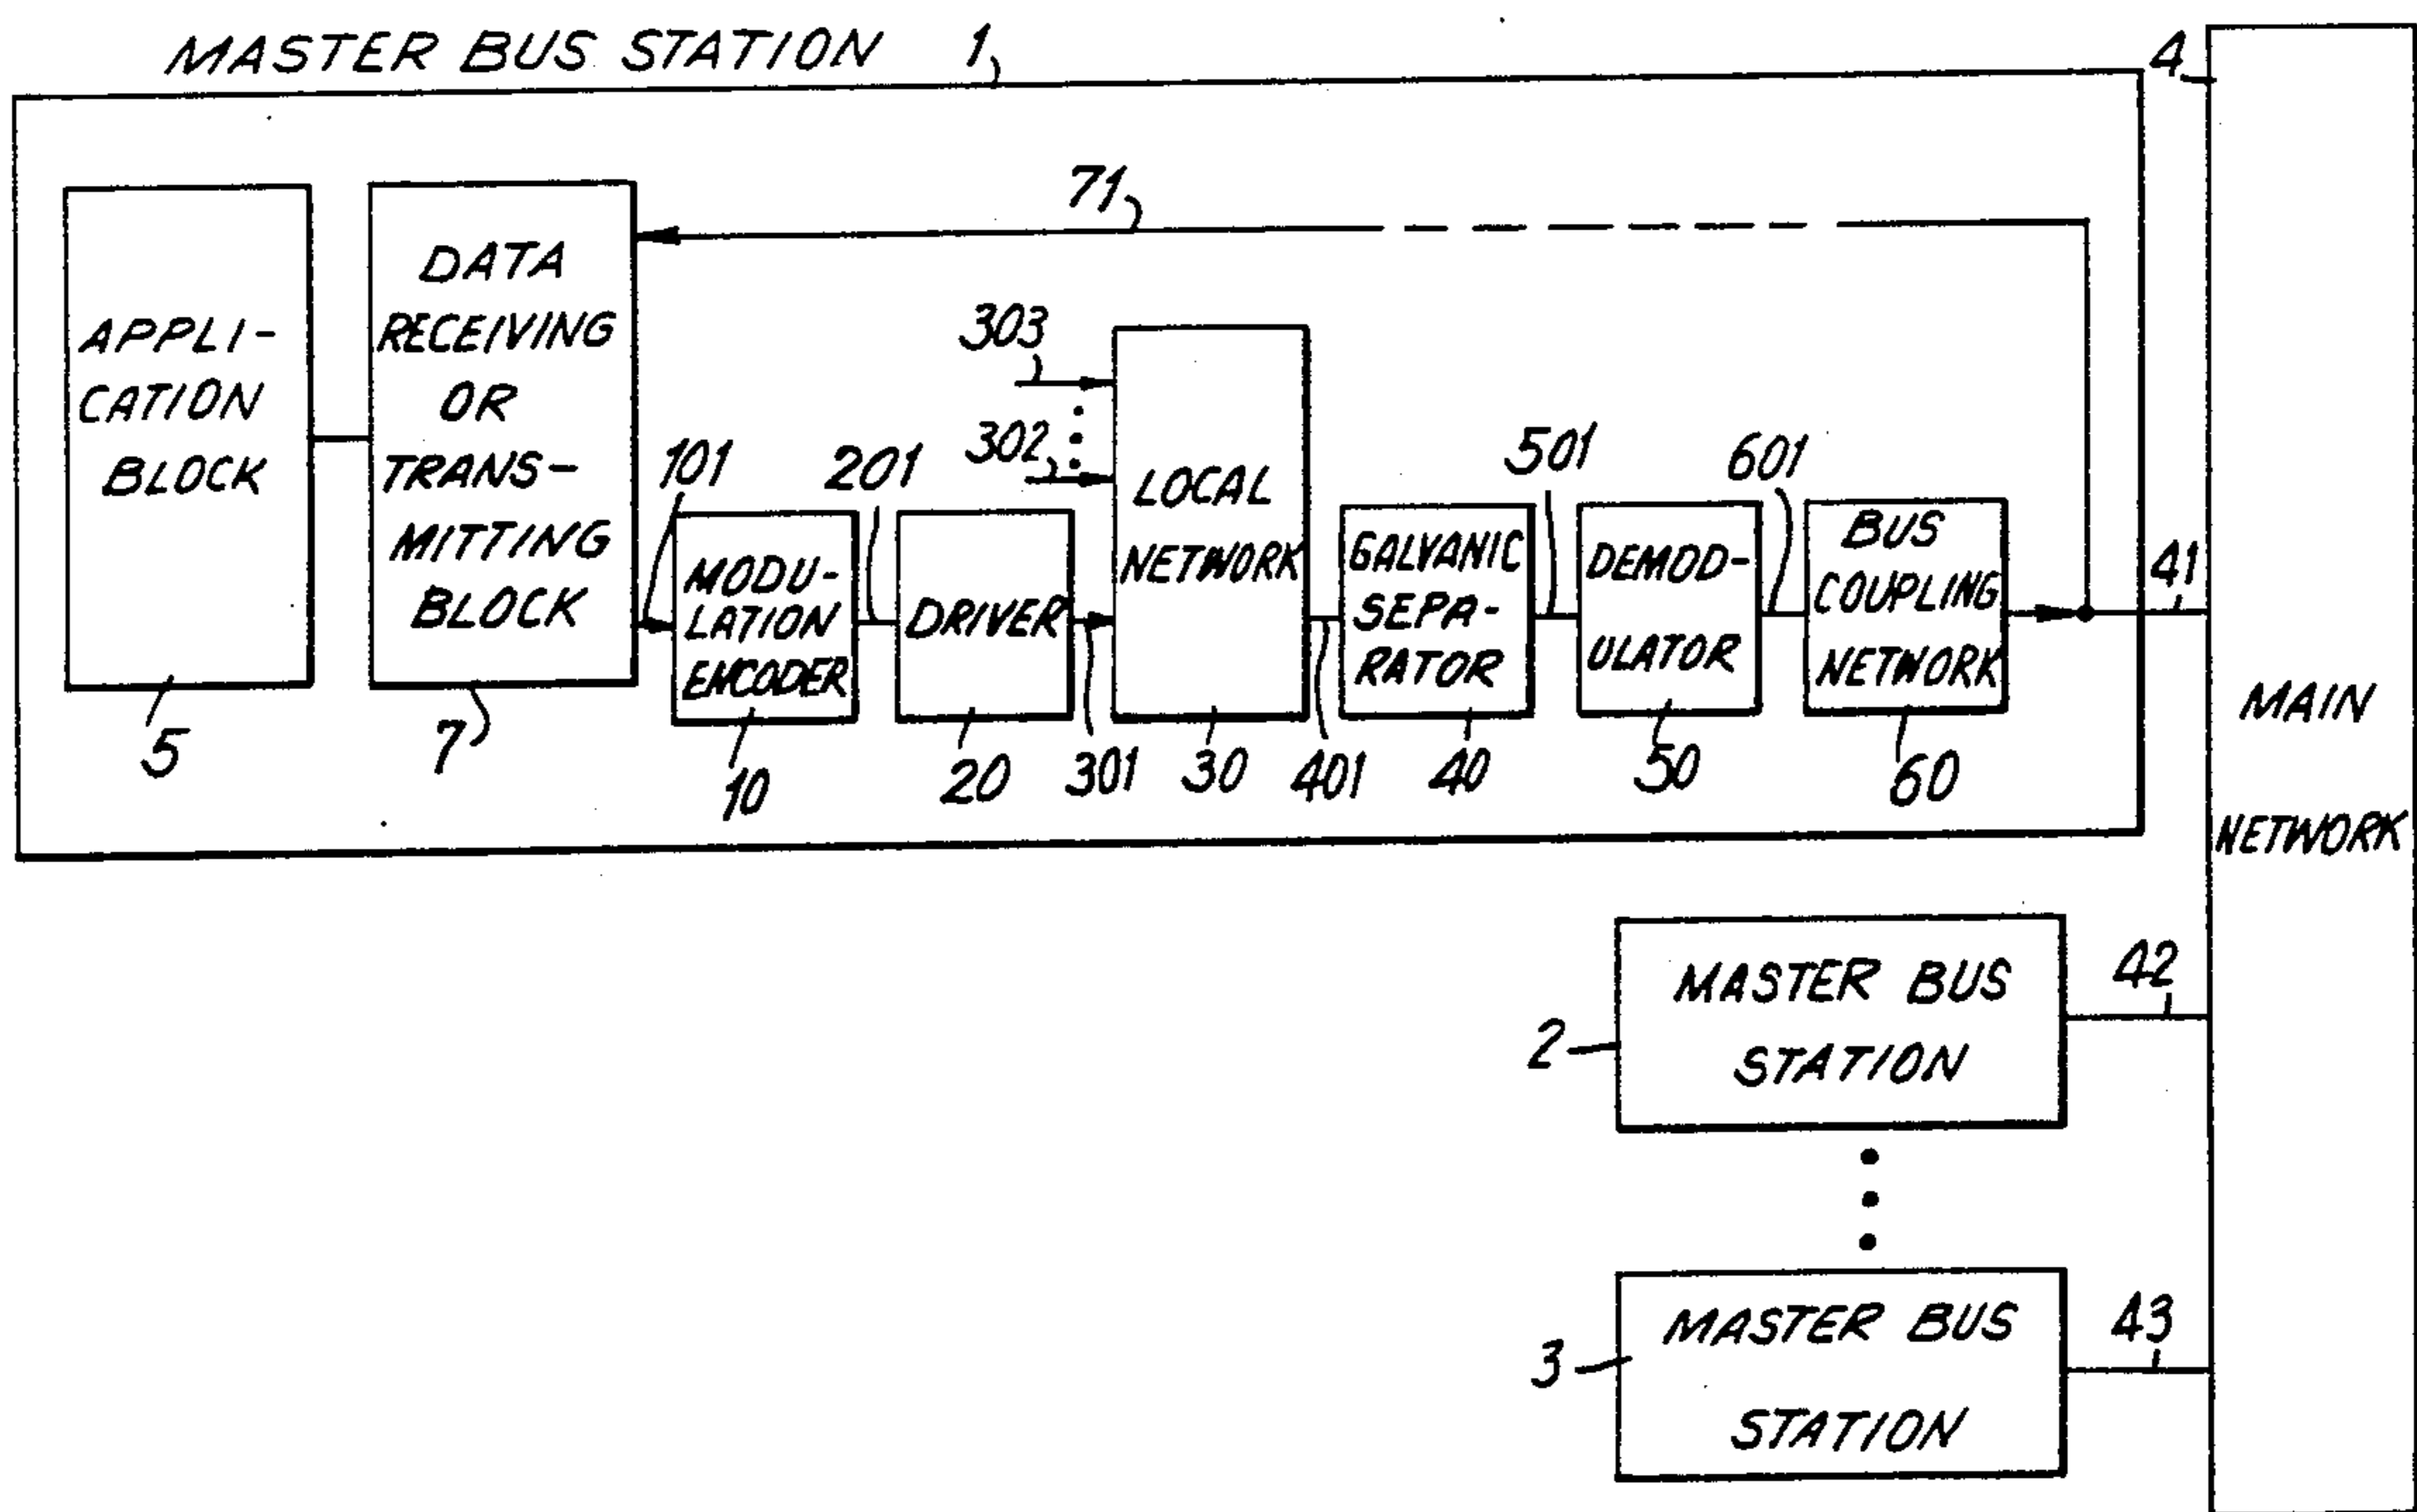 MASTER BUS STATION 1
4
71
APPLI-
CATION
BLOCK
5
DATA
RECEIVING
OR
TRANS-
MITTING
BLOCK
7
101
MODU-
LATION
ENCODER
10
201
DRIVER
20
301
303
302
LOCAL
NETWORK
30
401
GALVANIC
SEPA-
RATOR
40
501
DEMOD-
ULATOR
50
601
BUS
COUPLING
NETWORK
60
41
MAIN
NETWORK
MASTER BUS
STATION
2
42
MASTER BUS
STATION
3
43